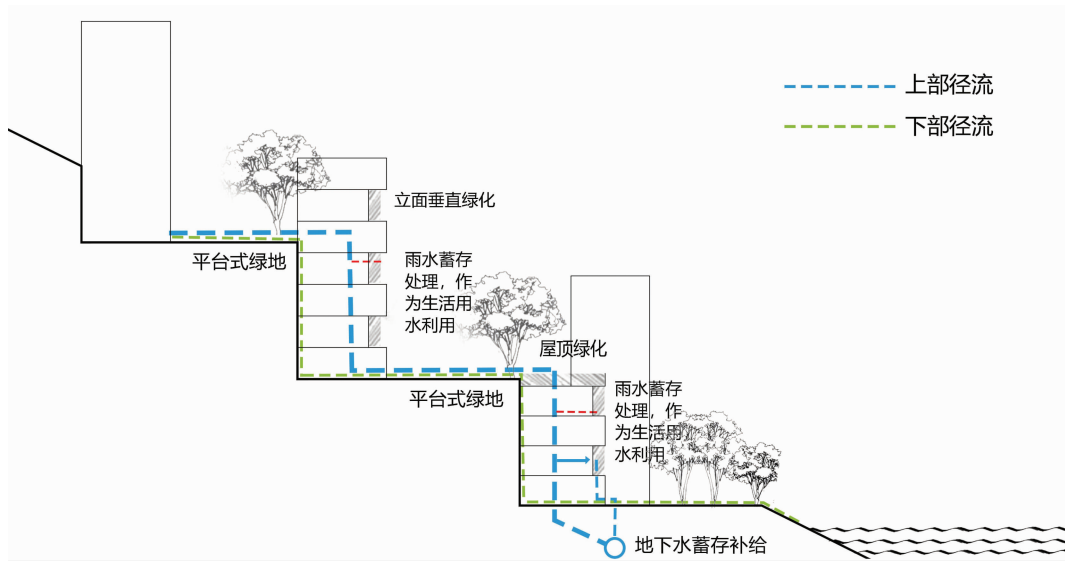 上部径流
下部径流
立面垂直绿化
平台式绿地
雨水蓄存
处理，作
为生活用
水利用
屋顶绿化
平台式绿地
雨水蓄存
处理，作
为生活用
水利用
地下水蓄存补给